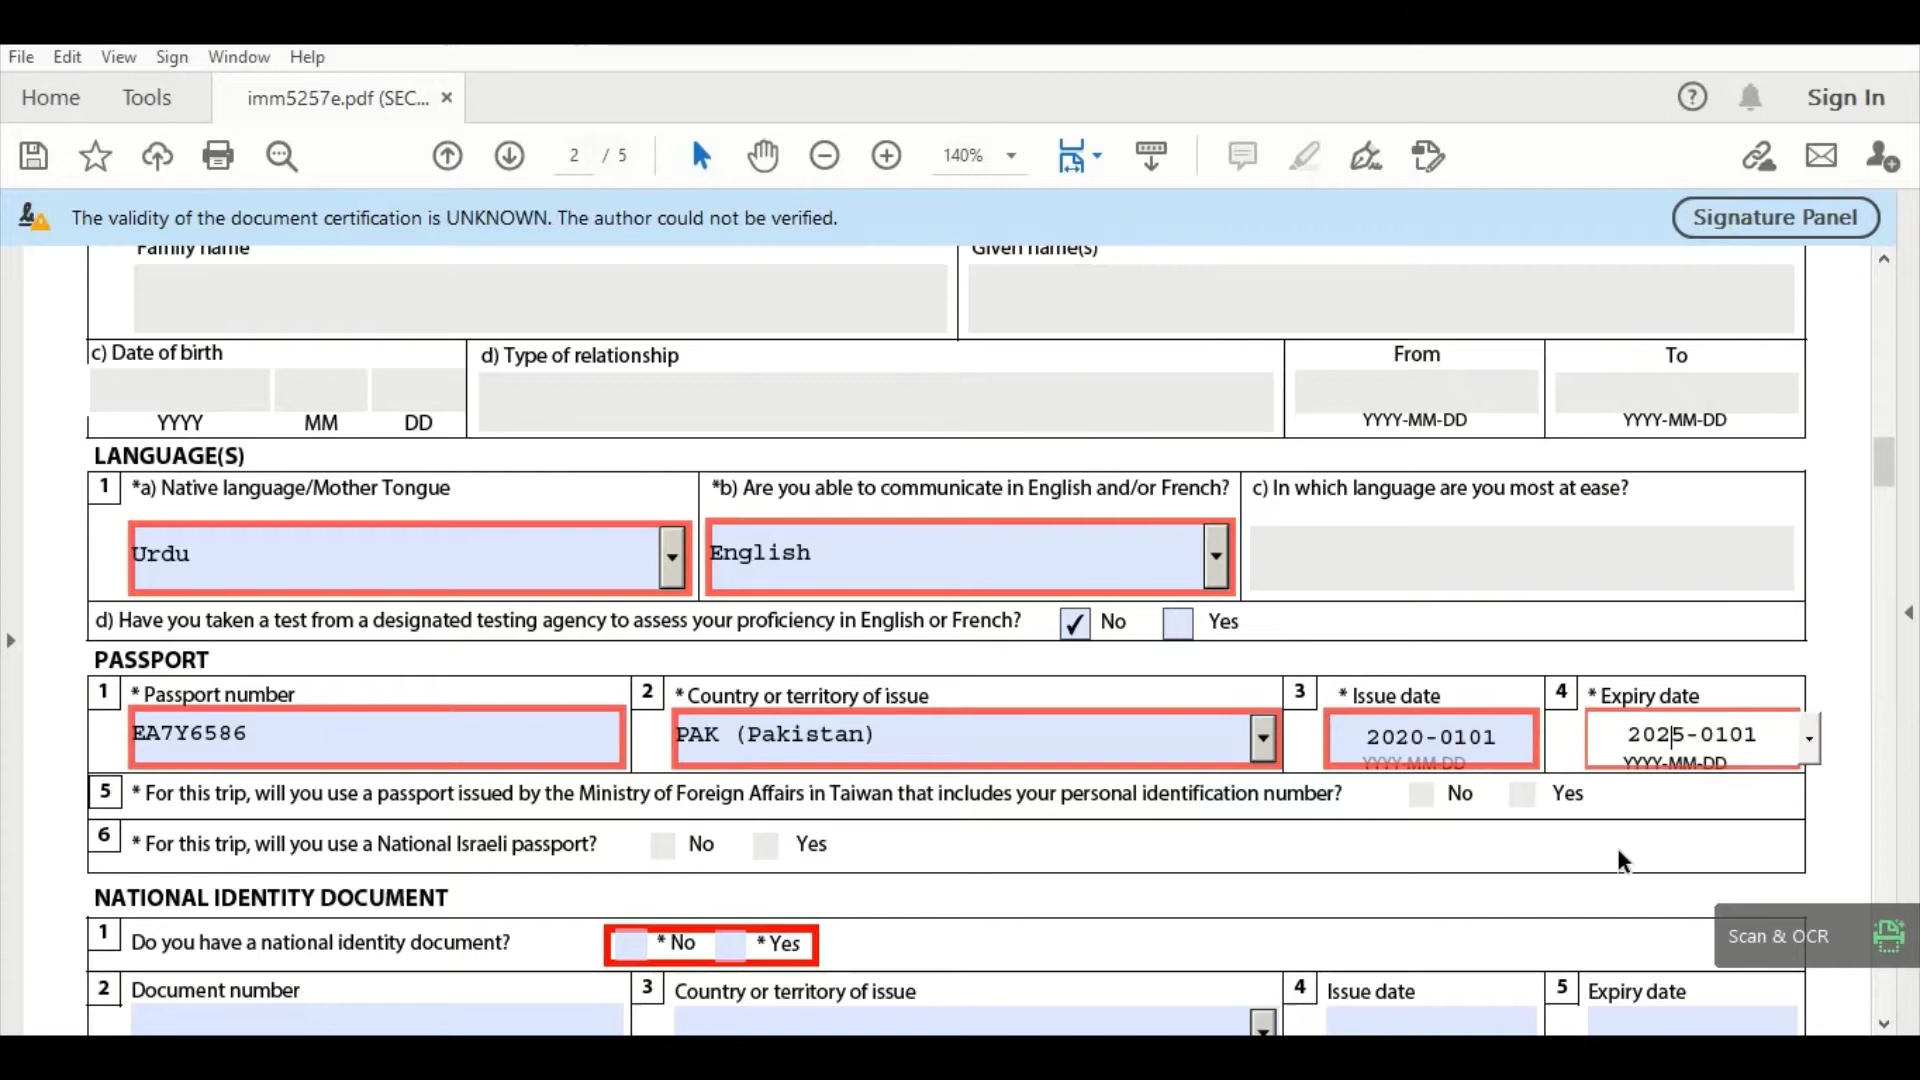 File Edit View Sign Window Help
Home Tools imm5257e.pdf (SEC... × Sign In
2 / 5 140%
The validity of the document certification is UNKNOWN. The author could not be verified. Signature Panel
Family name Given name(s)
c) Date of birth d) Type of relationship From To
YYYY MM DD YYYY-MM-DD YYYY-MM-DD
LANGUAGE(S)
1 *a) Native language/Mother Tongue *b) Are you able to communicate in English and/or French? c) In which language are you most at ease?
Urdu English
d) Have you taken a test from a designated testing agency to assess your proficiency in English or French? No Yes
PASSPORT
1 * Passport number 2 * Country or territory of issue 3 * Issue date 4 * Expiry date
EA7Y6586 PAK (Pakistan) 2020-0101 2025-0101
YYYY-MM-DD YYYY-MM-DD
5 * For this trip, will you use a passport issued by the Ministry of Foreign Affairs in Taiwan that includes your personal identification number? No Yes
6 * For this trip, will you use a National Israeli passport? No Yes
NATIONAL IDENTITY DOCUMENT
1 Do you have a national identity document? * No * Yes
Scan & OCR
2 Document number 3 Country or territory of issue 4 Issue date 5 Expiry date